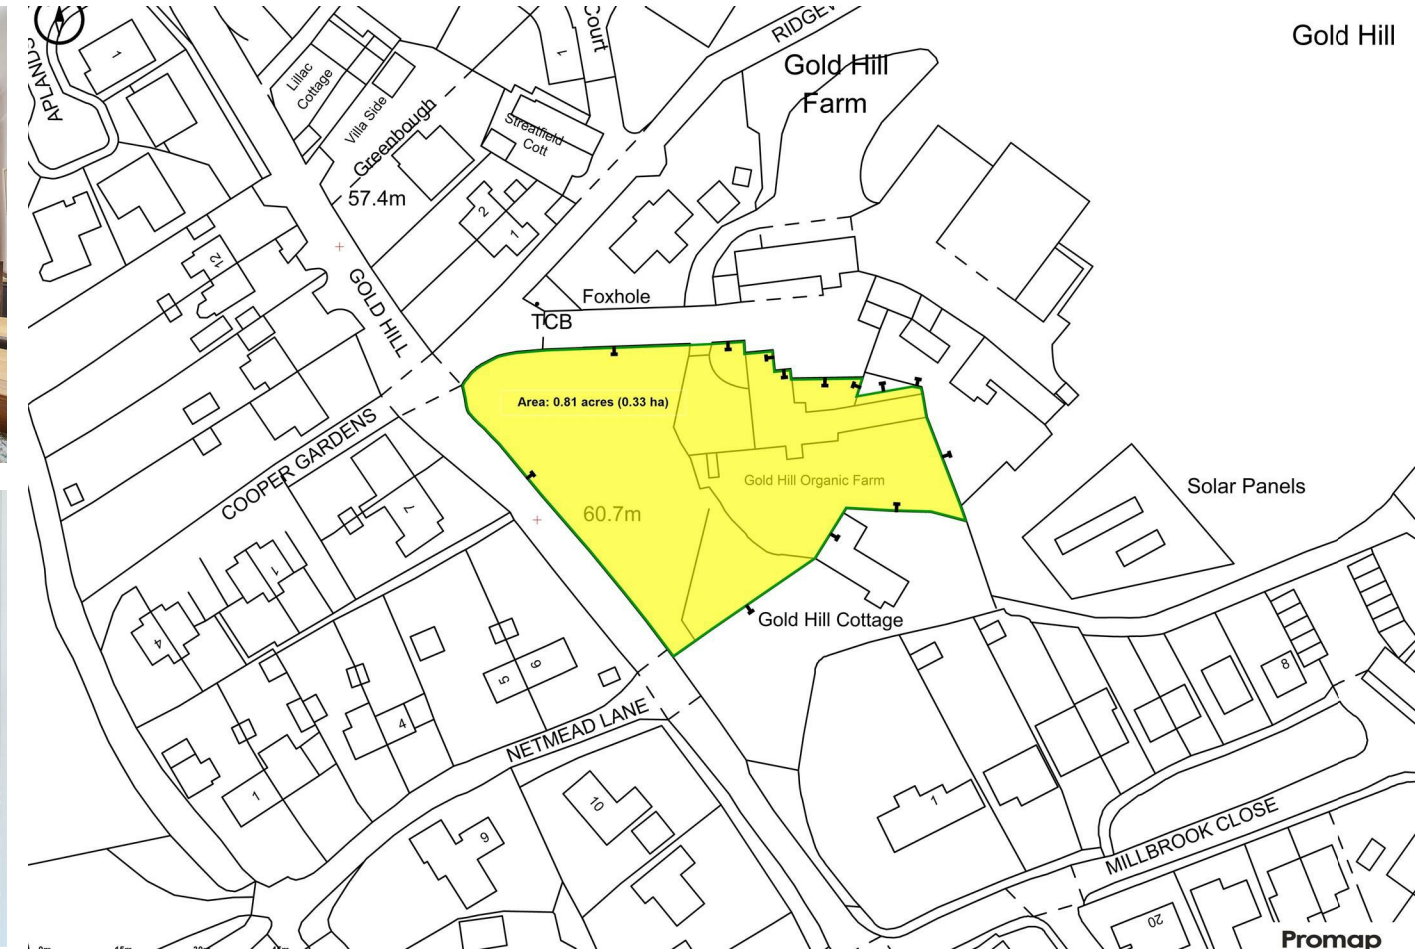 Gold Hill
RIDGEW
Court
1
1
Lillac
Cottage
Villa Side
Greenbough
Streatfield
Cott
Gold Hill
Farm
57.4m
2
1
12
GOLD HILL
Foxhole
TCB
Area: 0.81 acres (0.33 ha)
COOPER GARDENS
Gold Hill Organic Farm
Solar Panels
60.7m
7
1
4
Gold Hill Cottage
5
6
8
4
NETMEAD LANE
1
10
1
9
MILLBROOK CLOSE
20
Promap